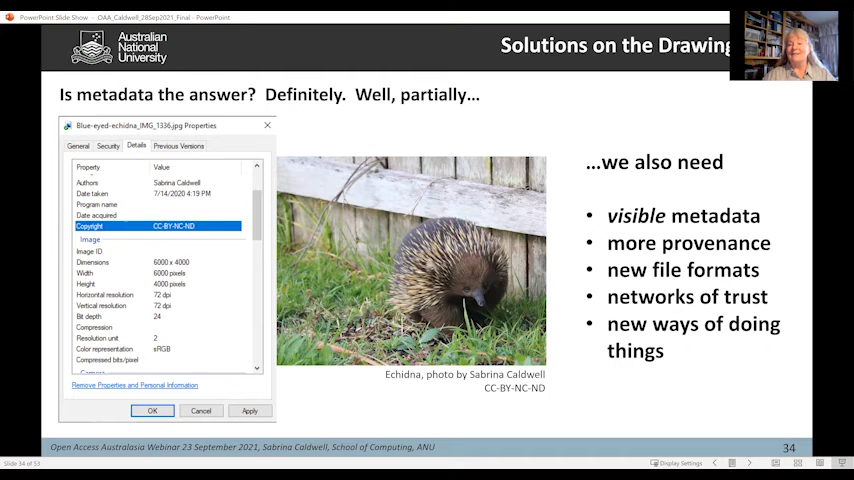 PowerPoint Slide Show - OAA_Caldwell_28Sep2021_Final - PowerPoint
Australian
National
University
Solutions on the Drawing
Is metadata the answer? Definitely. Well, partially...
Blue-eyed-echidna_IMG_1336.jpg Properties
General Security Details Previous Versions
Property Value
Authors Sabrina Caldwell
Date taken 7/14/2020 4:19 PM
Program name
Date acquired
Copyright CC-BY-NC-ND
Image
Image ID
Dimensions 6000 x 4000
Width 6000 pixels
Height 4000 pixels
Horizontal resolution 72 dpi
Vertical resolution 72 dpi
Bit depth 24
Compression
Resolution unit 2
Color representation sRGB
Compressed bits/pixel
Remove Properties and Personal Information
OK Cancel Apply
Echidna, photo by Sabrina Caldwell
CC-BY-NC-ND
...we also need
• visible metadata
• more provenance
• new file formats
• networks of trust
• new ways of doing
things
Open Access Australasia Webinar 23 September 2021, Sabrina Caldwell, School of Computing, ANU
34
Slide 34 of 53
Display Settings